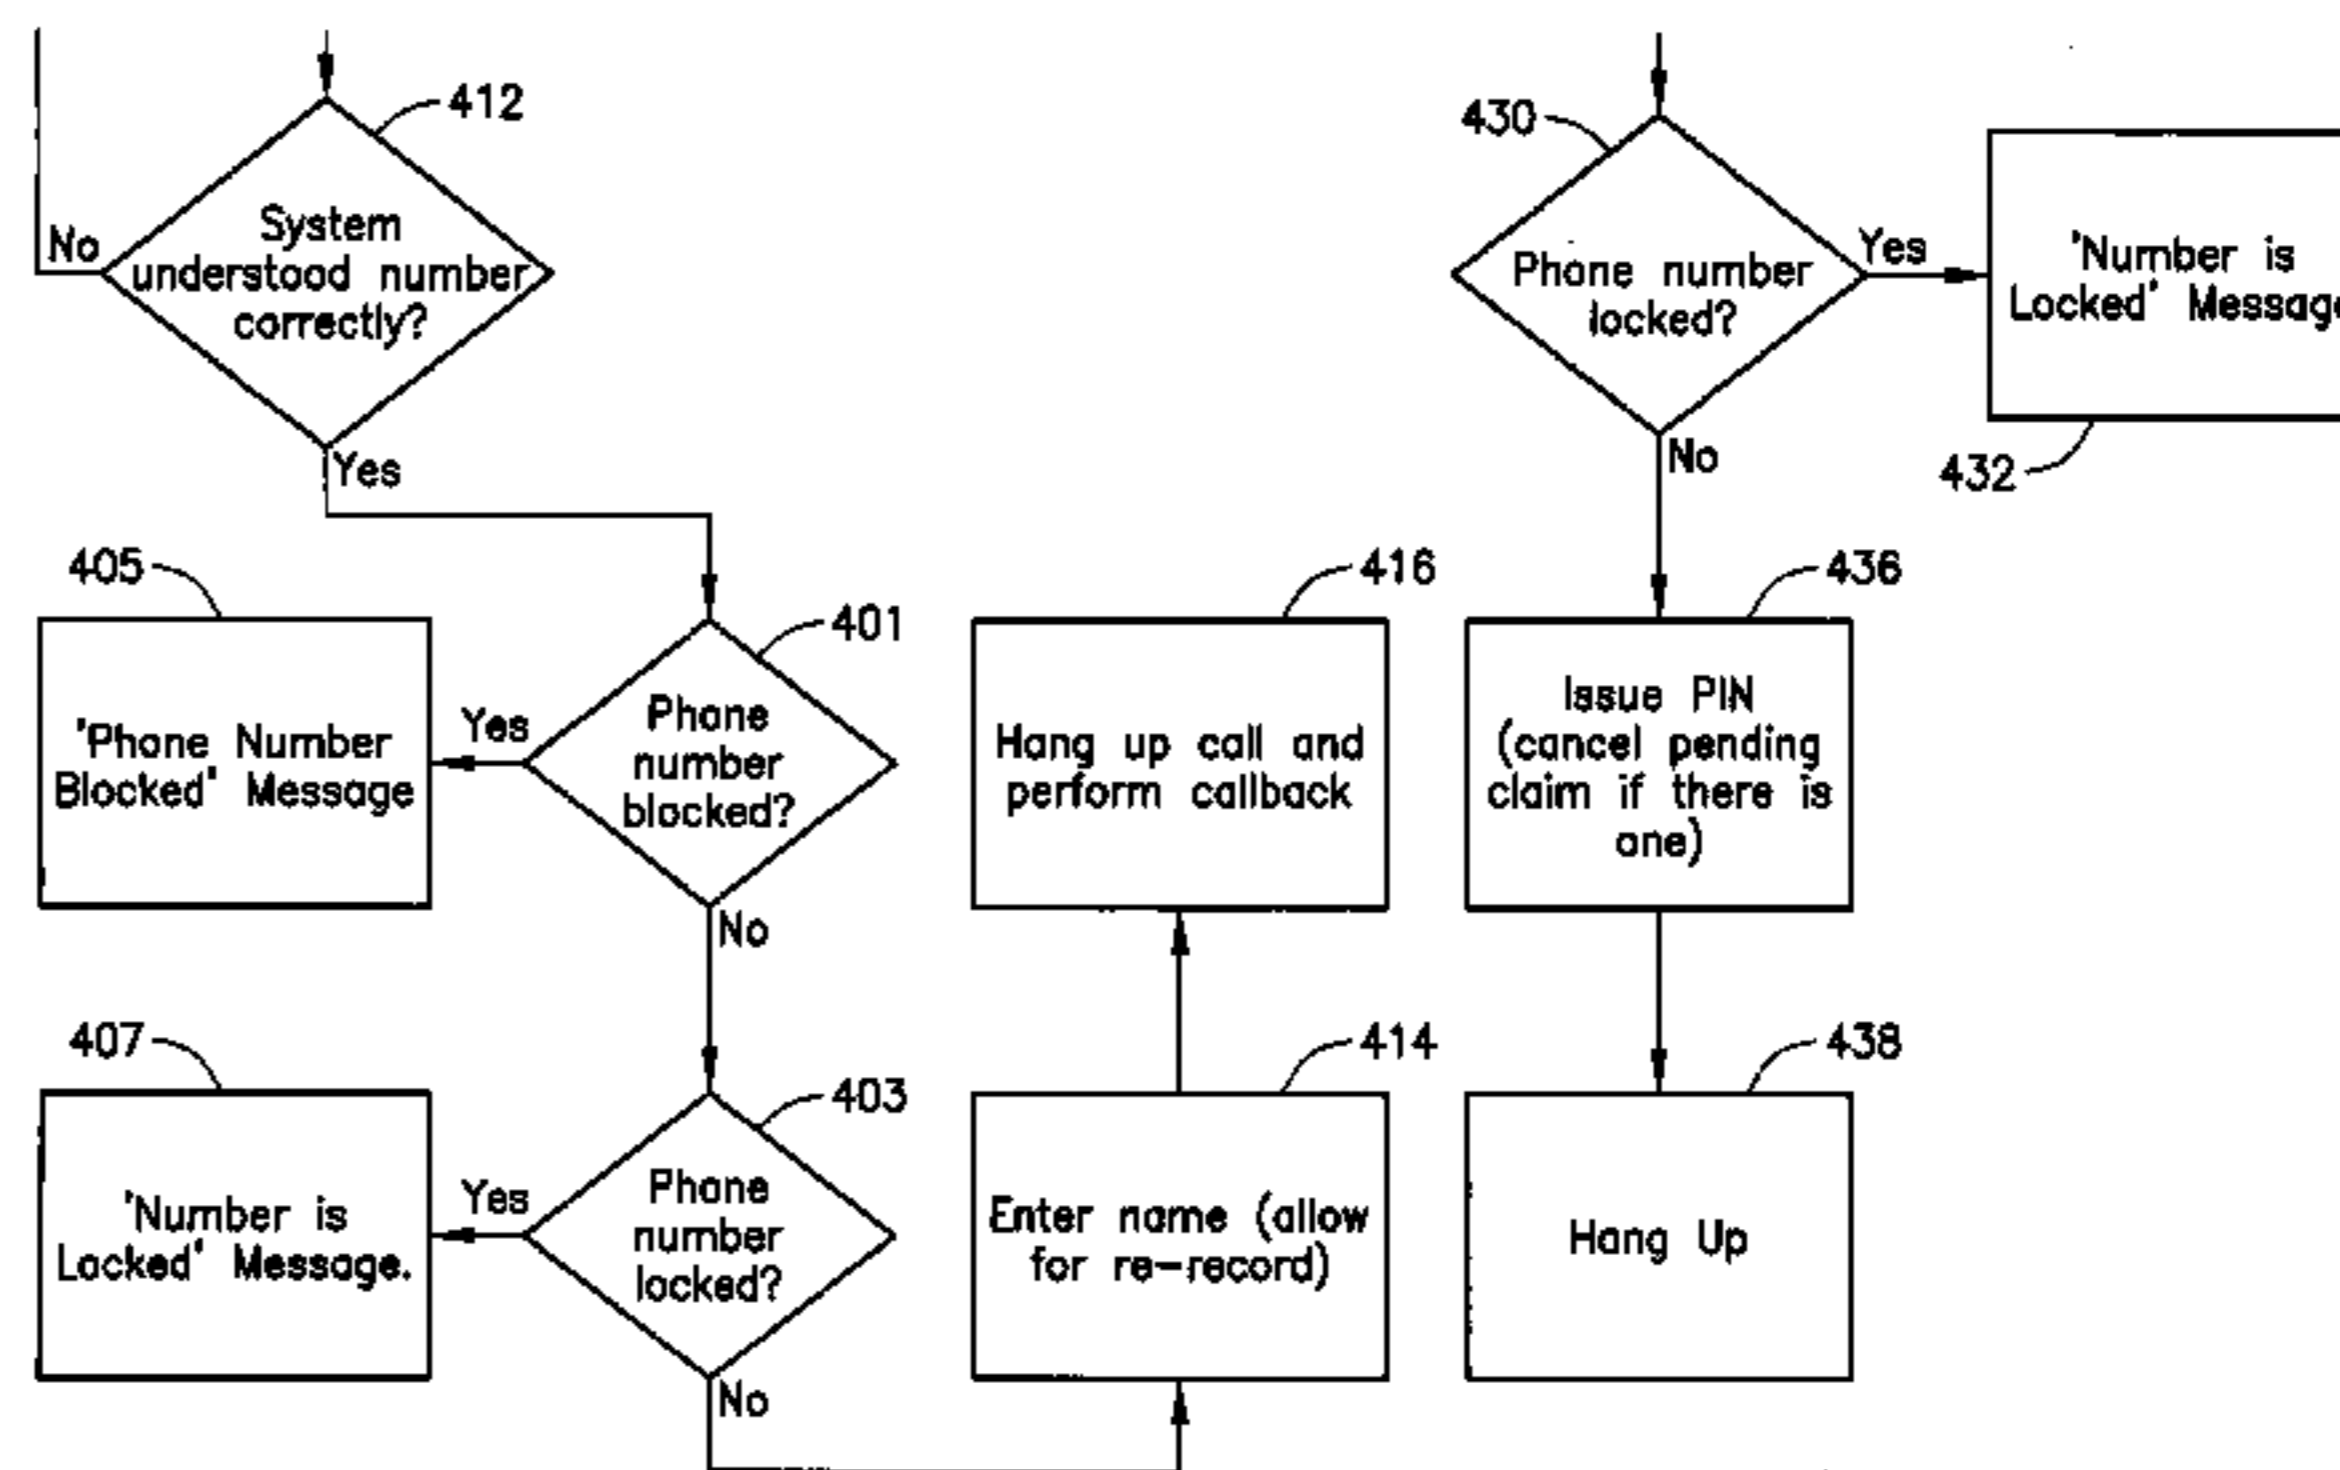 412
System
understood number
correctly?
No
Yes
405
'Phone Number
Blocked' Message
Yes
401
Phone
number
blocked?
No
407
'Number is
Locked' Message.
Yes
403
Phone
number
locked?
No
416
Hang up call and
perform callback
414
Enter name (allow
for re-record)
430
Phone number
locked?
Yes
'Number is
Locked' Message
432
No
436
Issue PIN
(cancel pending
claim if there is
one)
438
Hang Up